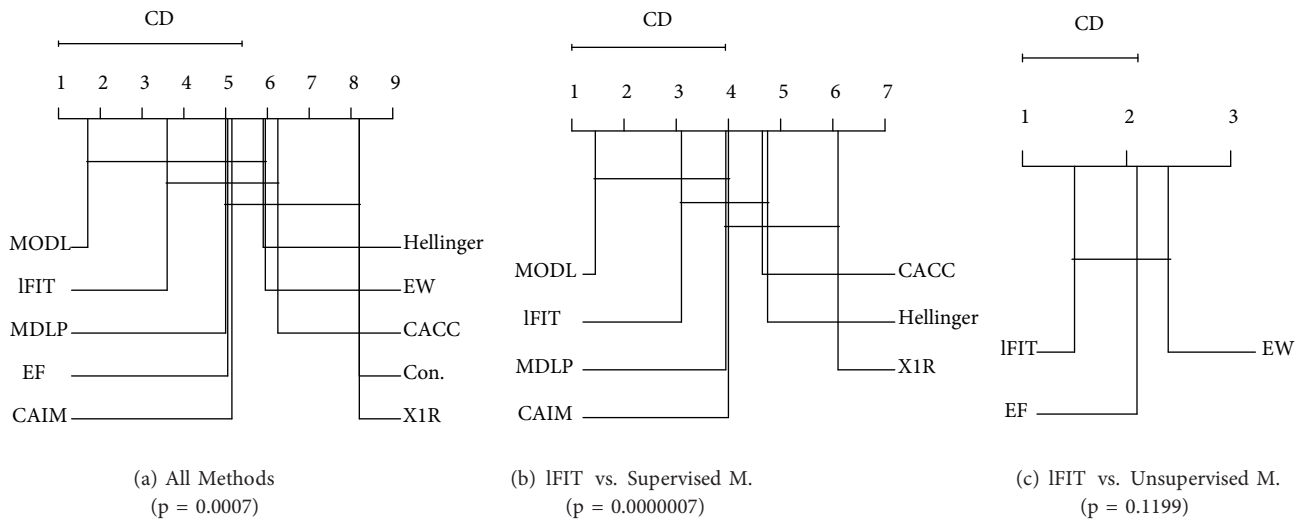 CD
1 2 3 4 5 6 7 8 9
MODL
lFIT
MDLP
EF
CAIM
Hellinger
EW
CACC
Con.
X1R
(a) All Methods
(p = 0.0007)
CD
1 2 3 4 5 6 7
MODL
lFIT
MDLP
CAIM
CACC
Hellinger
X1R
(b) lFIT vs. Supervised M.
(p = 0.0000007)
CD
1 2 3
lFIT
EF
EW
(c) lFIT vs. Unsupervised M.
(p = 0.1199)